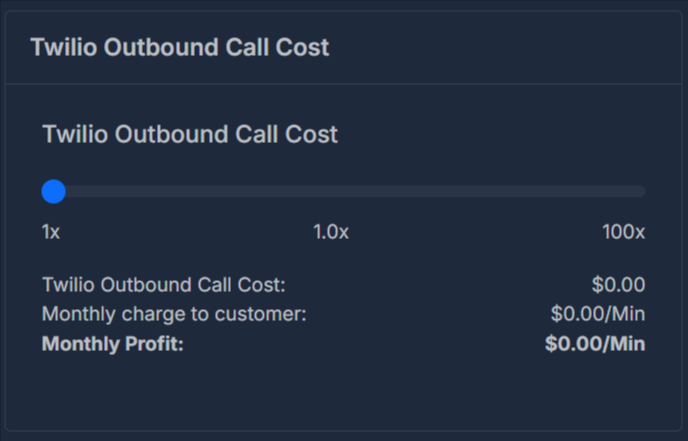 Twilio Outbound Call Cost
Twilio Outbound Call Cost
1x 1.0x 100x
Twilio Outbound Call Cost: $0.00
Monthly charge to customer: $0.00/Min
Monthly Profit: $0.00/Min